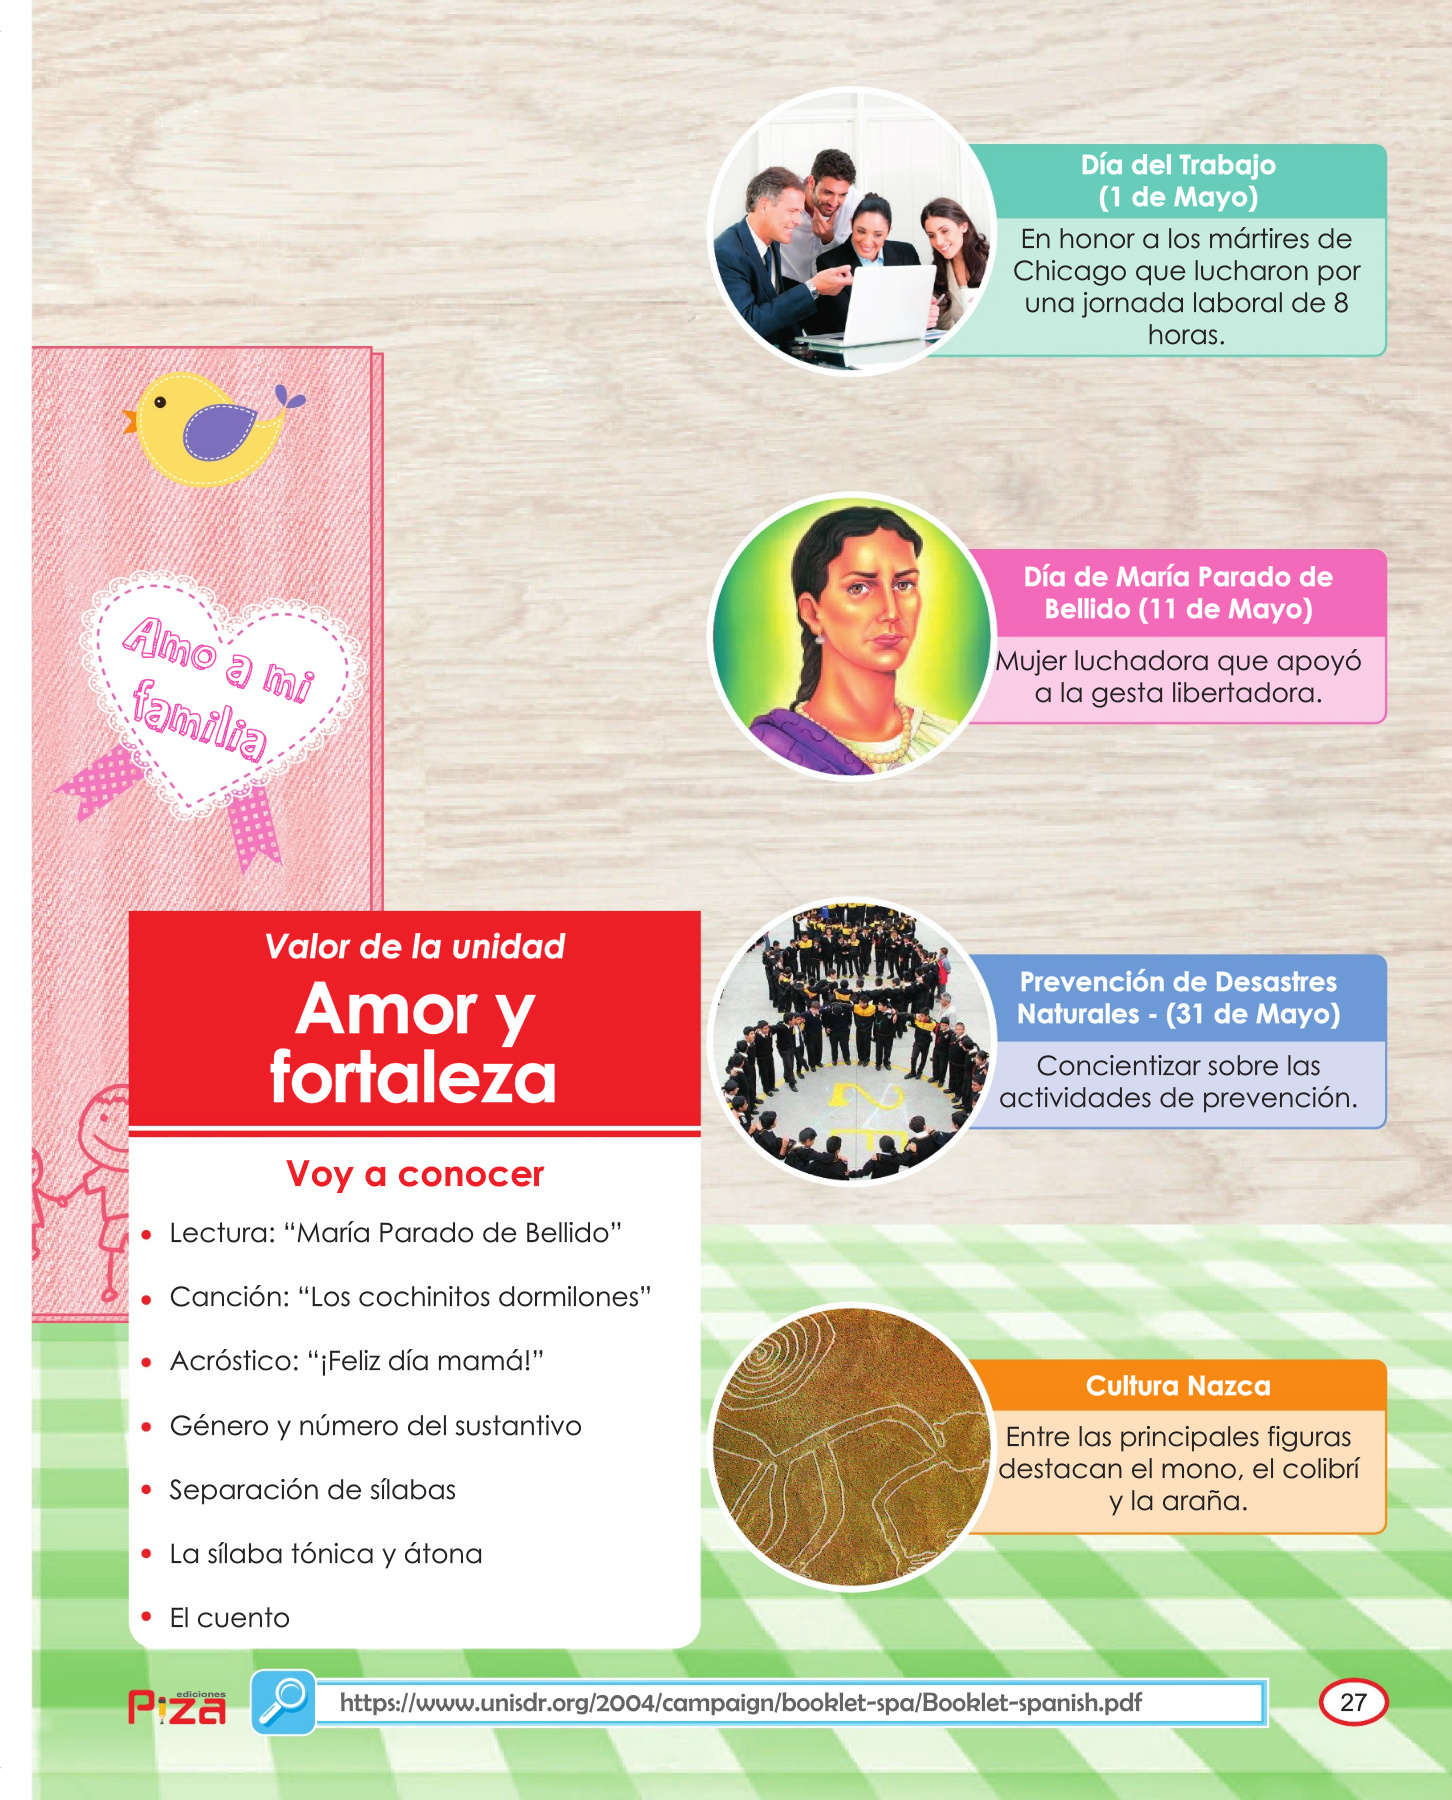 Amo a mi
familia
Valor de la unidad
Amor y
fortaleza
Voy a conocer
• Lectura: “María Parado de Bellido”
• Canción: “Los cochinitos dormilones”
• Acróstico: “¡Feliz día mamá!”
• Género y número del sustantivo
• Separación de sílabas
• La sílaba tónica y átona
• El cuento
Día del Trabajo
(1 de Mayo)
En honor a los mártires de
Chicago que lucharon por
una jornada laboral de 8
horas.
Día de María Parado de
Bellido (11 de Mayo)
Mujer luchadora que apoyó
a la gesta libertadora.
Prevención de Desastres
Naturales - (31 de Mayo)
Concientizar sobre las
actividades de prevención.
Cultura Nazca
Entre las principales figuras
destacan el mono, el colibrí
y la araña.
ediciones
Piza
https://www.unisdr.org/2004/campaign/booklet-spa/Booklet-spanish.pdf
27